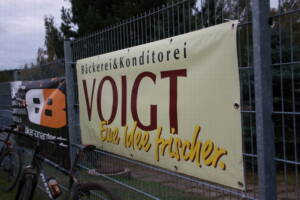 Bäckerei&Konditorei
VOIGT
Eine Idee frischer.